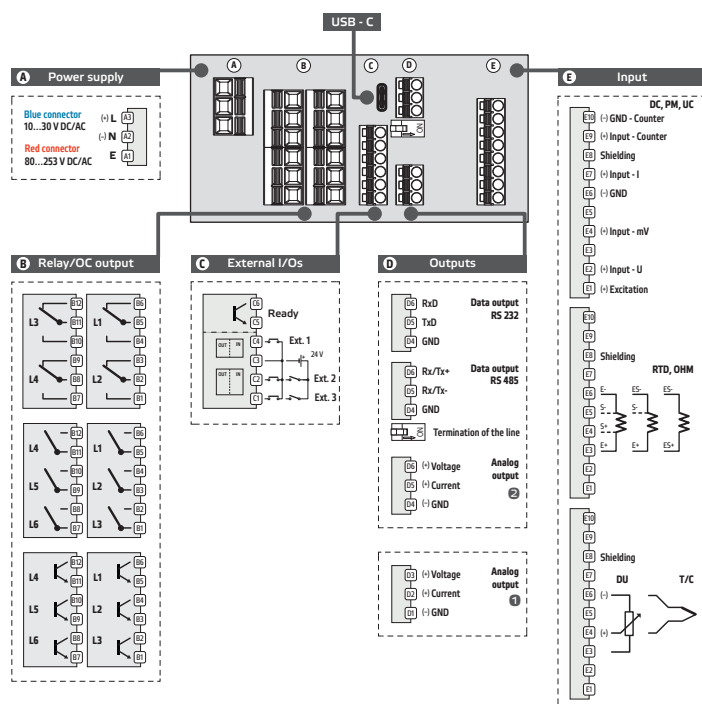 USB - C
A
B
C
D
E
ON
A Power supply
Blue connector
10...30 V DC/AC
Red connector
80...253 V DC/AC
(+) L A3
(–) N A2
E A1
B Relay/OC output
L3
L4
B12
B11
B10
B9
B8
B7
L1
L2
B6
B5
B4
B3
B2
B1
L4
L5
L6
B12
B11
B10
B9
B8
B7
L1
L2
L3
B6
B5
B4
B3
B2
B1
L4
L5
L6
B12
B11
B10
B9
B8
B7
L1
L2
L3
B6
B5
B4
B3
B2
B1
C External I/Os
C6
C5
Ready
OUT IN
C4 Ext. 1
C3 24 V
+
OUT IN
C2 Ext. 2
C1 Ext. 3
D Outputs
D6 RxD
D5 TxD
D4 GND
Data output
RS 232
D6 Rx/Tx+
D5 Rx/Tx-
D4 GND
Data output
RS 485
ON Termination of the line
D6 (+) Voltage
D5 (+) Current
D4 (–) GND
Analog
output
2
D3 (+) Voltage
D2 (+) Current
D1 (–) GND
Analog
output
1
E Input
DC, PM, UC
E10 (–) GND - Counter
E9 (+) Input - Counter
E8 Shielding
E7 (+) Input - I
E6 (–) GND
E5
E4 (+) Input - mV
E3
E2 (+) Input - U
E1 (+) Excitation
E10
E9
E8 Shielding
E7
RTD, OHM
E6 E- ES- ES-
E5 S- S-
E4 S+
E3 E+ E+ ES+
E2
E1
E10
E9
E8 Shielding
E7 DU T/C
E6 (–)
E5
E4 (+)
E3
E2
E1